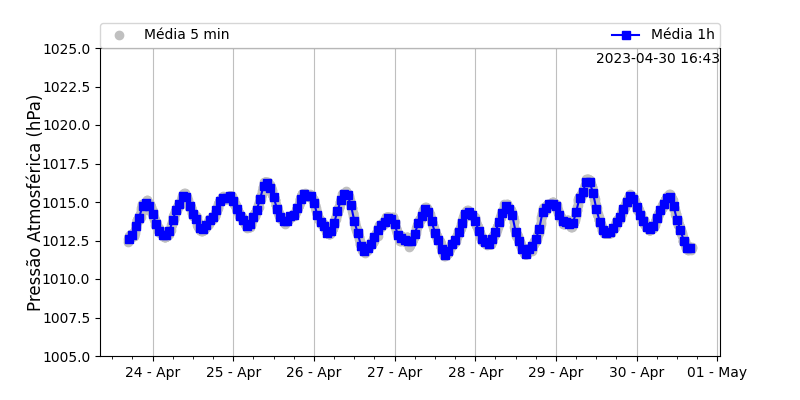 Média 5 min
Média 1h
2023-04-30 16:43
Pressão Atmosférica (hPa)
1025.0
1022.5
1020.0
1017.5
1015.0
1012.5
1010.0
1007.5
1005.0
24 - Apr
25 - Apr
26 - Apr
27 - Apr
28 - Apr
29 - Apr
30 - Apr
01 - May